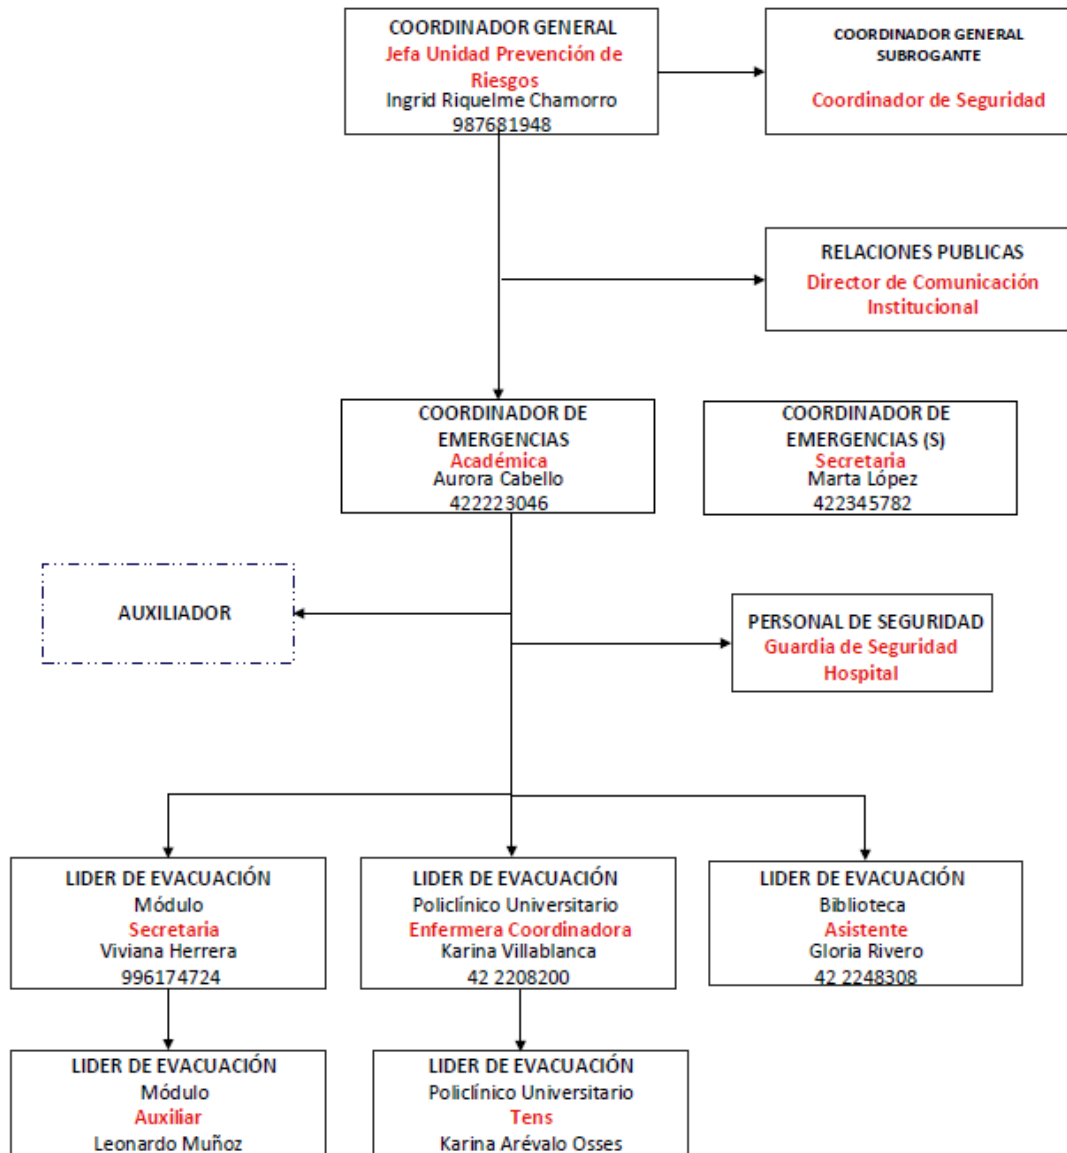 COORDINADOR GENERAL
Jefa Unidad Prevención de
Riesgos
Ingrid Riquelme Chamorro
987681948
COORDINADOR GENERAL
SUBROGANTE
Coordinador de Seguridad
RELACIONES PUBLICAS
Director de Comunicación
Institucional
COORDINADOR DE
EMERGENCIAS
Académica
Aurora Cabello
422223046
COORDINADOR DE
EMERGENCIAS (S)
Secretaria
Marta López
422345782
AUXILIADOR
PERSONAL DE SEGURIDAD
Guardia de Seguridad
Hospital
LIDER DE EVACUACIÓN
Módulo
Secretaria
Viviana Herrera
996174724
LIDER DE EVACUACIÓN
Policlínico Universitario
Enfermera Coordinadora
Karina Villablanca
42 2208200
LIDER DE EVACUACIÓN
Biblioteca
Asistente
Gloria Rivero
42 2248308
LIDER DE EVACUACIÓN
Módulo
Auxiliar
Leonardo Muñoz
LIDER DE EVACUACIÓN
Policlínico Universitario
Tens
Karina Arévalo Osses